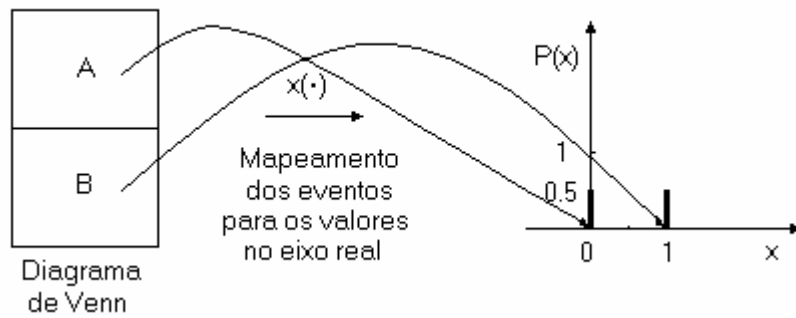 A
B
Diagrama
de Venn
x(·)
Mapeamento
dos eventos
para os valores
no eixo real
P(x)
1
0.5
0
1
x